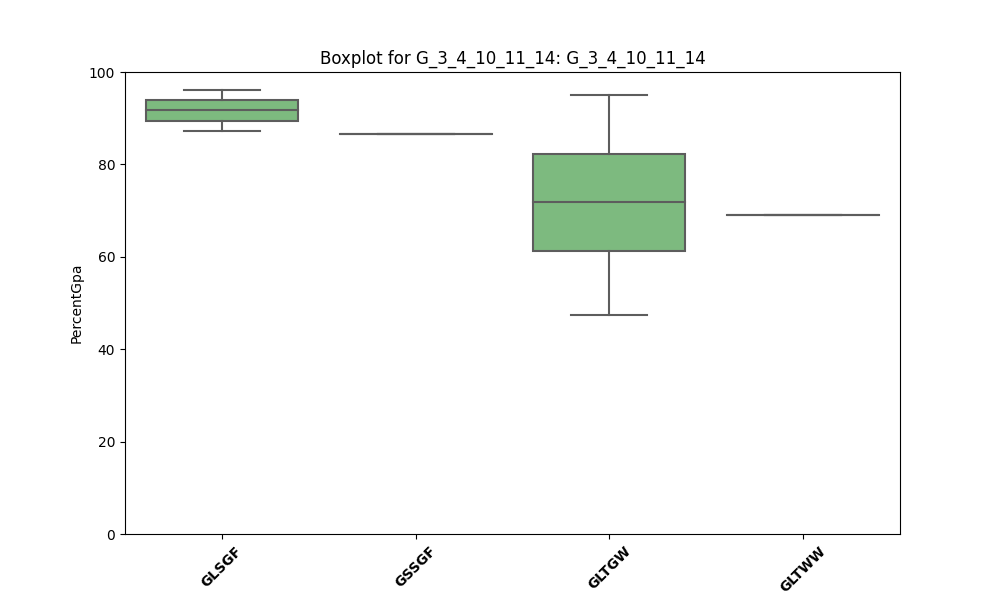 Boxplot for G_3_4_10_11_14: G_3_4_10_11_14
100
80
60
40
20
0
PercentGpa
GLSGF
GSSGF
GLTGW
GLTWW